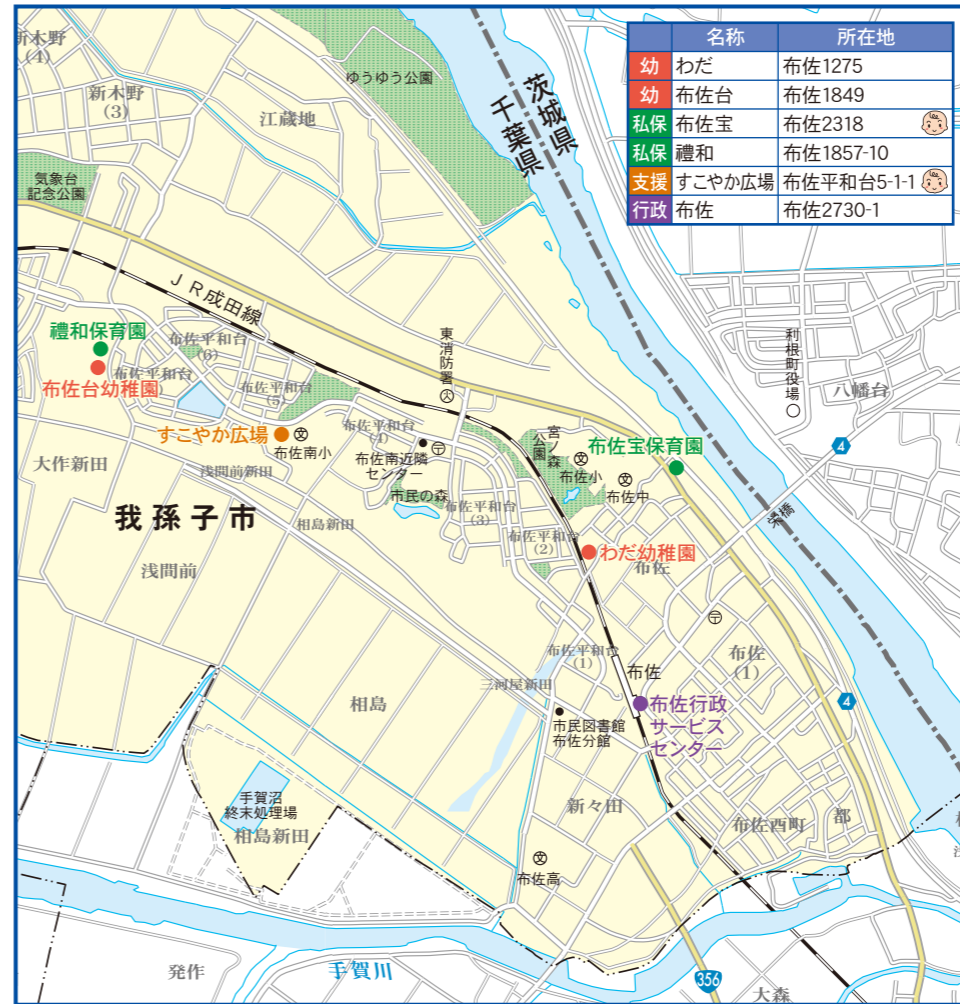 名称 所在地
幼 わだ 布佐1275
幼 布佐台 布佐1849
私保 布佐宝 布佐2318
私保 禮和 布佐1857-10
支援 すこやか広場 布佐平和台5-1-1
行政 布佐 布佐2730-1
新木野
(4)
新木野
(3)
江蔵地
ゆうゆう公園
茨城県
千葉県
気象台
記念公園
JR成田線
禮和保育園
布佐平和台
(6)
布佐平和台
布佐台幼稚園
布佐平和台
(5)
東消防署
火
利根町役場
八幡台
4
すこやか広場
文
布佐南小
布佐平和台
(4)
〒
布佐南近隣
センター
宮ノ森
公園
文
布佐小
文
布佐中
布佐宝保育園
大作新田
浅間前新田
市民の森
布佐平和台
(3)
栄橋
我孫子市
相島新田
布佐平和台
(2)
わだ幼稚園
布佐
浅間前
〒
布佐平和台
(1)
布佐
布佐
(1)
三河屋新田
相島
布佐行政
サービス
センター
4
市民図書館
布佐分館
手賀沼
終末処理場
相島新田
新々田
布佐酉町
都
文
布佐高
発作
手賀川
356
大森